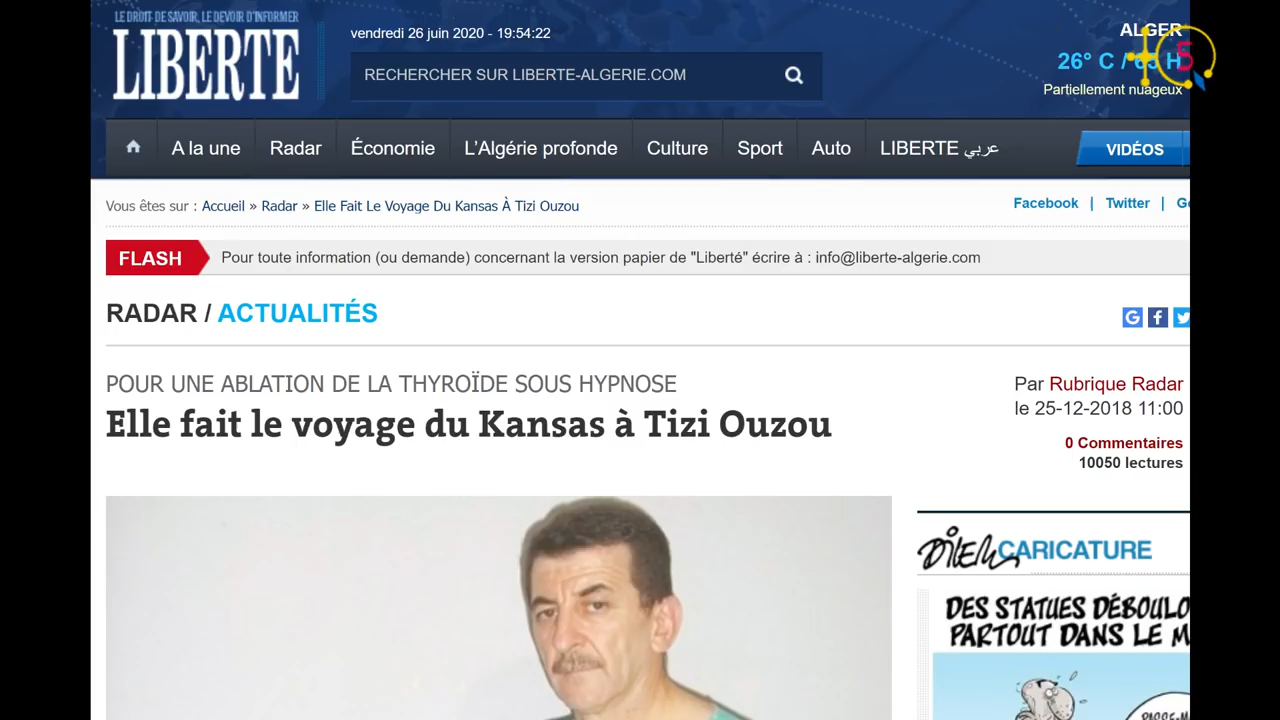 LE DROIT DE SAVOIR, LE DEVOIR D'INFORMER
LIBERTE
vendredi 26 juin 2020 - 19:54:22
RECHERCHER SUR LIBERTE-ALGERIE.COM
ALGER
26° C / 65 H
Partiellement nuageux
5
A la une
Radar
Économie
L'Algérie profonde
Culture
Sport
Auto
LIBERTE عربي
VIDÉOS
Vous êtes sur : Accueil » Radar » Elle Fait Le Voyage Du Kansas À Tizi Ouzou
Facebook | Twitter |
FLASH
Pour toute information (ou demande) concernant la version papier de "Liberté" écrire à : info@liberte-algerie.com
RADAR / ACTUALITÉS
POUR UNE ABLATION DE LA THYROÏDE SOUS HYPNOSE
Elle fait le voyage du Kansas à Tizi Ouzou
Par Rubrique Radar
le 25-12-2018 11:00
0 Commentaires
10050 lectures
DILEM CARICATURE
DES STATUES DÉBOULO
PARTOUT DANS LE M